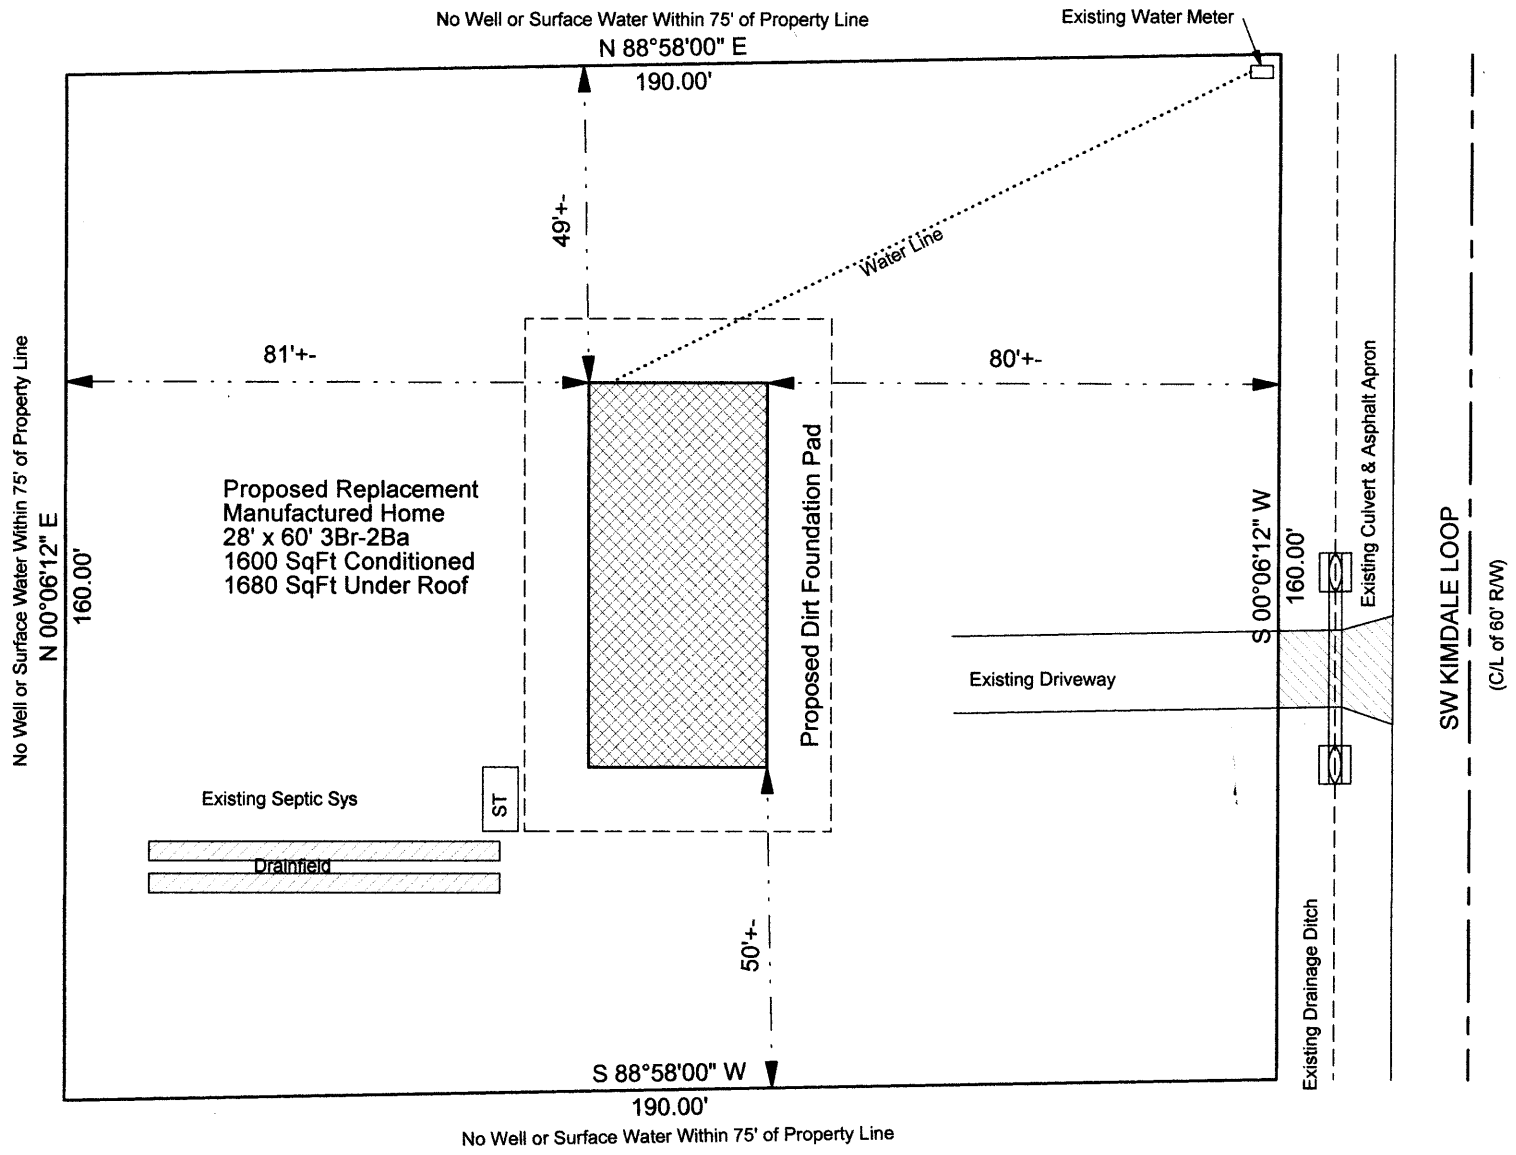 No Well or Surface Water Within 75' of Property Line
Existing Water Meter
N 88°58'00" E
190.00'
49'+-
Water Line
81'+-
80'+-
No Well or Surface Water Within 75' of Property Line
N 00°06'12" E
160.00'
Proposed Replacement
Manufactured Home
28' x 60' 3Br-2Ba
1600 SqFt Conditioned
1680 SqFt Under Roof
Proposed Dirt Foundation Pad
S 00°06'12" W
160.00'
Existing Culvert & Asphalt Apron
SW KIMDALE LOOP
(C/L of 60' R/W)
Existing Driveway
Existing Septic Sys
ST
Drainfield
50'+-
Existing Drainage Ditch
S 88°58'00" W
190.00'
No Well or Surface Water Within 75' of Property Line